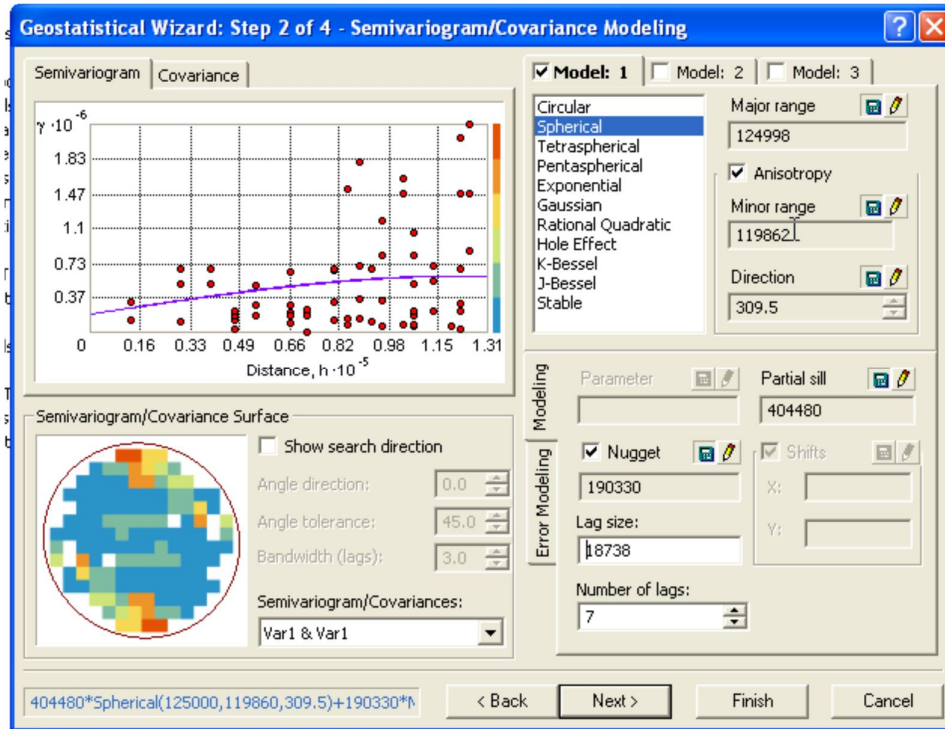 Geostatistical Wizard: Step 2 of 4 - Semivariogram/Covariance Modeling
Semivariogram
Covariance
γ ·10⁻⁶
1.83
1.47
1.1
0.73
0.37
0 0.16 0.33 0.49 0.66 0.82 0.98 1.15 1.31
Distance, h ·10⁻⁵
Semivariogram/Covariance Surface
Show search direction
Angle direction: 0.0
Angle tolerance: 45.0
Bandwidth (lags): 3.0
Semivariogram/Covariances:
Var1 & Var1
Model: 1 Model: 2 Model: 3
Circular
Spherical
Tetraspherical
Pentaspherical
Exponential
Gaussian
Rational Quadratic
Hole Effect
K-Bessel
J-Bessel
Stable
Major range
124998
Anisotropy
Minor range
119862
Direction
309.5
Modeling
Error Modeling
Parameter
Partial sill
404480
Nugget
190330
Shifts
X:
Y:
Lag size:
18738
Number of lags:
7
404480*Spherical(125000,119860,309.5)+190330*N
< Back
Next >
Finish
Cancel